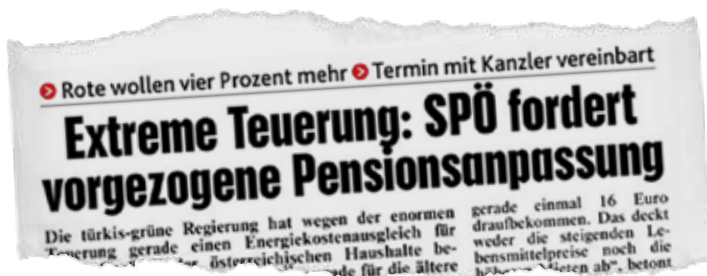 Rote wollen vier Prozent mehr Termin mit Kanzler vereinbart
Extreme Teuerung: SPÖ fordert
vorgezogene Pensionsanpassung
Die türkis-grüne Regierung hat wegen der enormen
Teuerung gerade einen Energiekostenausgleich für
österreichischen Haushalte be-
für die ältere
gerade einmal 16 Euro
draufbekommen. Das deckt
weder die steigenden Le-
bensmittelpreise noch die
ab“, betont